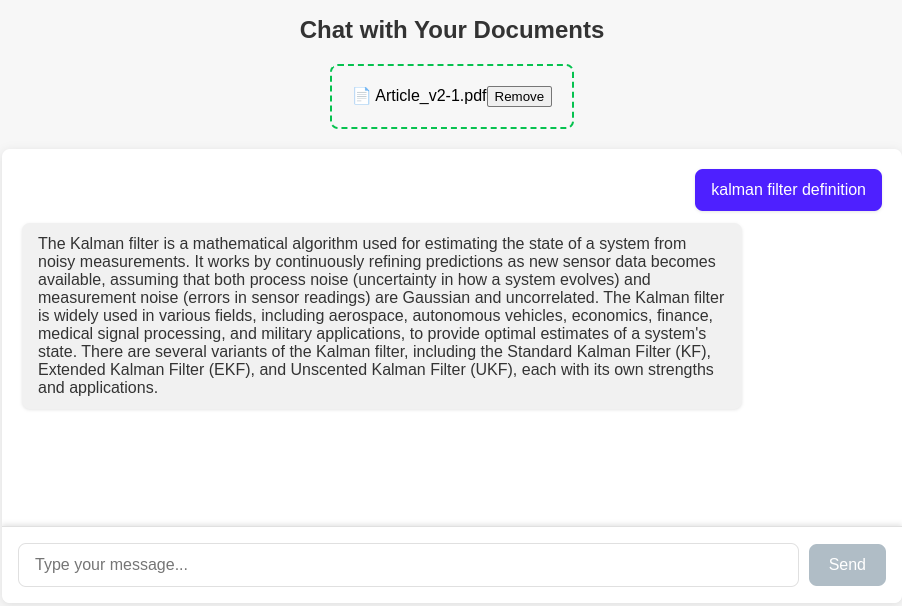 Chat with Your Documents
Article_v2-1.pdf Remove
kalman filter definition
The Kalman filter is a mathematical algorithm used for estimating the state of a system from
noisy measurements. It works by continuously refining predictions as new sensor data becomes
available, assuming that both process noise (uncertainty in how a system evolves) and
measurement noise (errors in sensor readings) are Gaussian and uncorrelated. The Kalman filter
is widely used in various fields, including aerospace, autonomous vehicles, economics, finance,
medical signal processing, and military applications, to provide optimal estimates of a system's
state. There are several variants of the Kalman filter, including the Standard Kalman Filter (KF),
Extended Kalman Filter (EKF), and Unscented Kalman Filter (UKF), each with its own strengths
and applications.
Type your message... Send